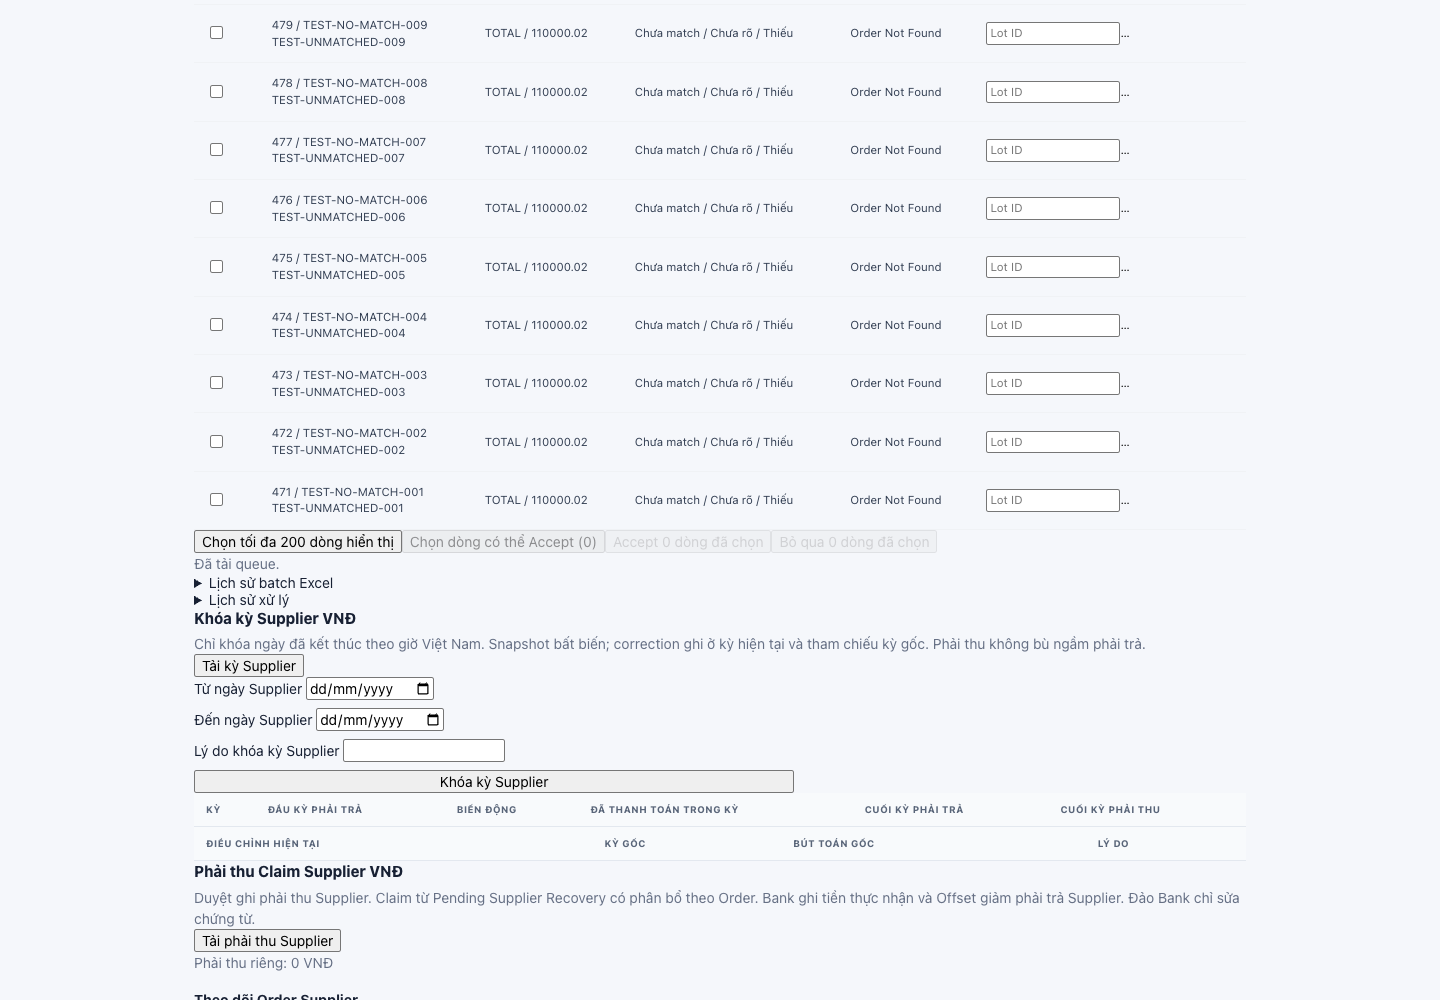 479 / TEST-NO-MATCH-009 TOTAL / 110000.02 Chưa match / Chưa rõ / Thiếu Order Not Found Lot ID ...
TEST-UNMATCHED-009
478 / TEST-NO-MATCH-008 TOTAL / 110000.02 Chưa match / Chưa rõ / Thiếu Order Not Found Lot ID ...
TEST-UNMATCHED-008
477 / TEST-NO-MATCH-007 TOTAL / 110000.02 Chưa match / Chưa rõ / Thiếu Order Not Found Lot ID ...
TEST-UNMATCHED-007
476 / TEST-NO-MATCH-006 TOTAL / 110000.02 Chưa match / Chưa rõ / Thiếu Order Not Found Lot ID ...
TEST-UNMATCHED-006
475 / TEST-NO-MATCH-005 TOTAL / 110000.02 Chưa match / Chưa rõ / Thiếu Order Not Found Lot ID ...
TEST-UNMATCHED-005
474 / TEST-NO-MATCH-004 TOTAL / 110000.02 Chưa match / Chưa rõ / Thiếu Order Not Found Lot ID ...
TEST-UNMATCHED-004
473 / TEST-NO-MATCH-003 TOTAL / 110000.02 Chưa match / Chưa rõ / Thiếu Order Not Found Lot ID ...
TEST-UNMATCHED-003
472 / TEST-NO-MATCH-002 TOTAL / 110000.02 Chưa match / Chưa rõ / Thiếu Order Not Found Lot ID ...
TEST-UNMATCHED-002
471 / TEST-NO-MATCH-001 TOTAL / 110000.02 Chưa match / Chưa rõ / Thiếu Order Not Found Lot ID ...
TEST-UNMATCHED-001
Chọn tối đa 200 dòng hiển thị Chọn dòng có thể Accept (0) Accept 0 dòng đã chọn Bỏ qua 0 dòng đã chọn
Đã tải queue.
Lịch sử batch Excel
Lịch sử xử lý
Khóa kỳ Supplier VNĐ
Chỉ khóa ngày đã kết thúc theo giờ Việt Nam. Snapshot bất biến; correction ghi ở kỳ hiện tại và tham chiếu kỳ gốc. Phải thu không bù ngầm phải trả.
Tải kỳ Supplier
Từ ngày Supplier dd/mm/yyyy
Đến ngày Supplier dd/mm/yyyy
Lý do khóa kỳ Supplier
Khóa kỳ Supplier
KỲ ĐẦU KỲ PHẢI TRẢ BIẾN ĐỘNG ĐÃ THANH TOÁN TRONG KỲ CUỐI KỲ PHẢI TRẢ CUỐI KỲ PHẢI THU
ĐIỀU CHỈNH HIỆN TẠI KỲ GỐC BÚT TOÁN GỐC LÝ DO
Phải thu Claim Supplier VNĐ
Duyệt ghi phải thu Supplier. Claim từ Pending Supplier Recovery có phân bổ theo Order. Bank ghi tiền thực nhận và Offset giảm phải trả Supplier. Đảo Bank chỉ sửa
chứng từ.
Tải phải thu Supplier
Phải thu riêng: 0 VNĐ
Theo dõi Order Supplier